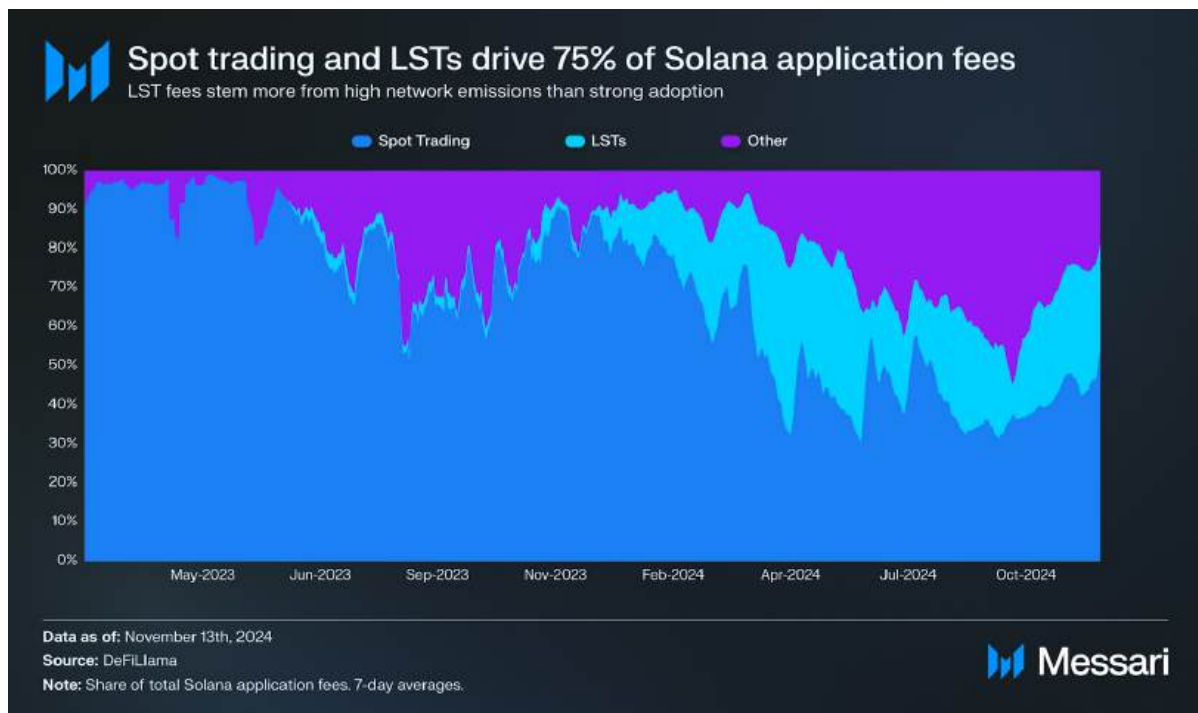 Spot trading and LSTs drive 75% of Solana application fees
LST fees stem more from high network emissions than strong adoption
Spot Trading LSTs Other
100%
90%
80%
70%
60%
50%
40%
30%
20%
10%
0%
May-2023 Jun-2023 Sep-2023 Nov-2023 Feb-2024 Apr-2024 Jul-2024 Oct-2024
Data as of: November 13th, 2024
Source: DeFiLlama
Note: Share of total Solana application fees. 7-day averages.
Messari